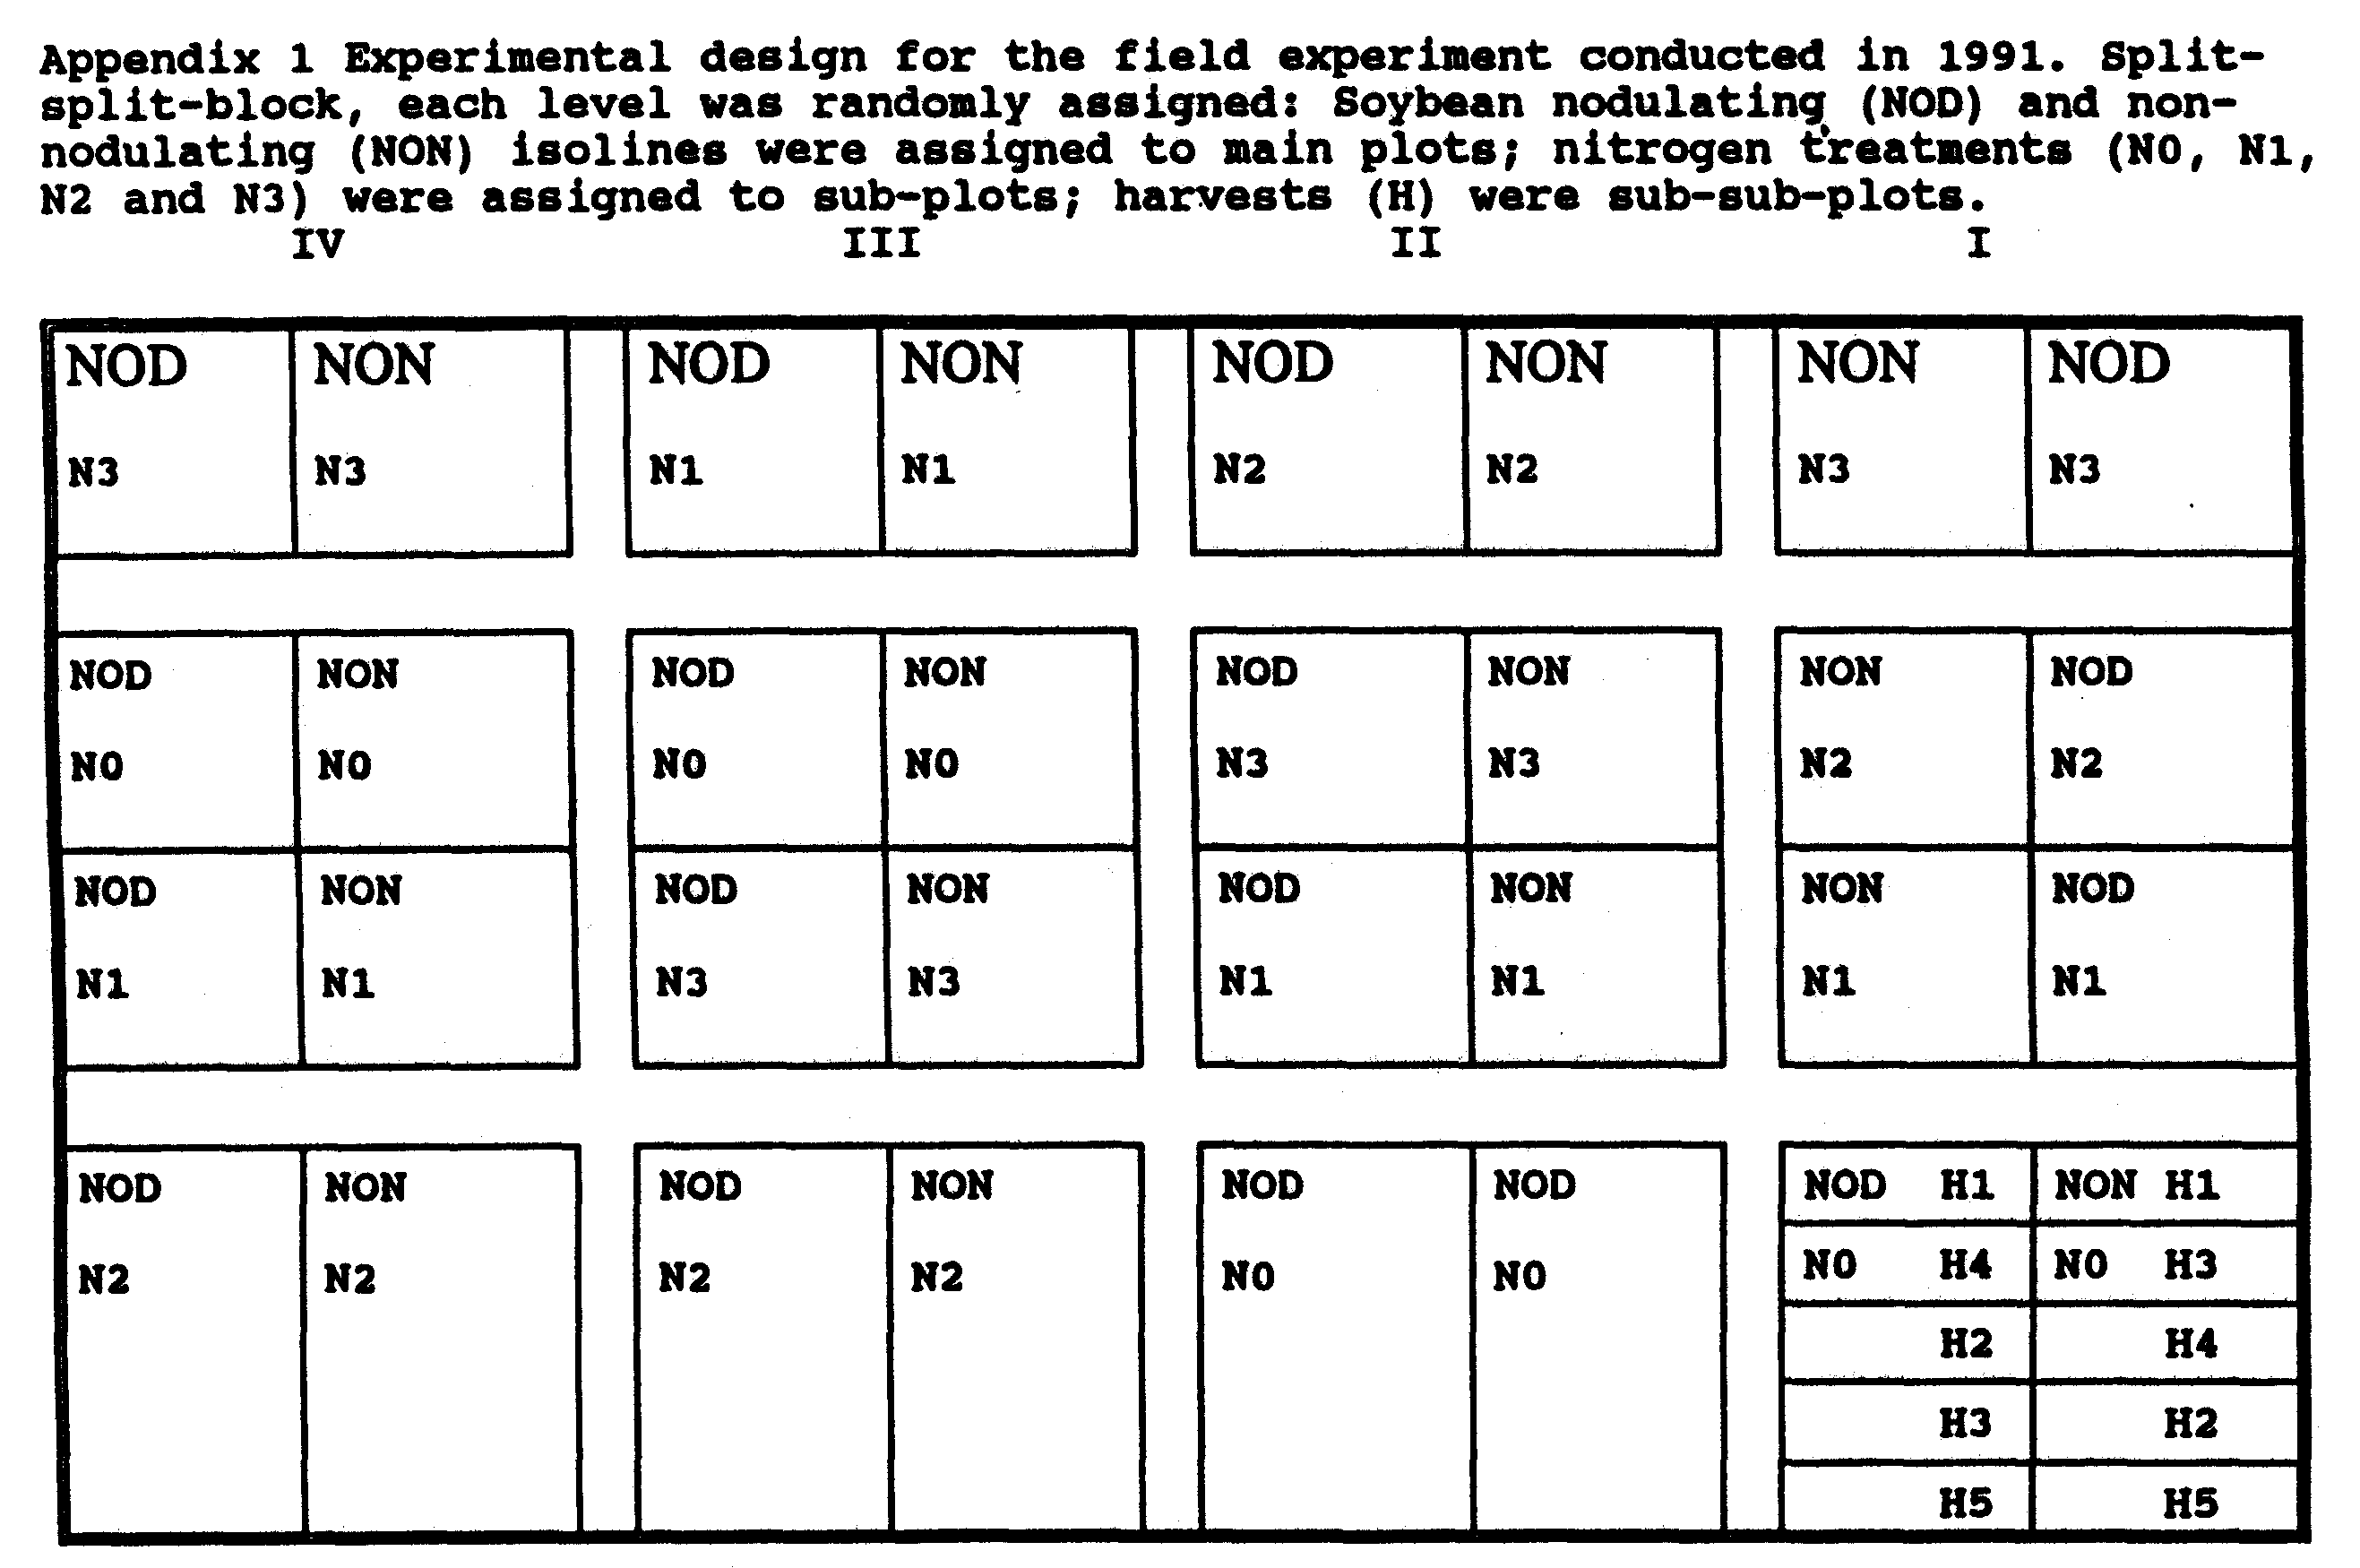 Appendix 1 Experimental design for the field experiment conducted in 1991. Split-
split-block, each level was randomly assigned: Soybean nodulating (NOD) and non-
nodulating (NON) isolines were assigned to main plots; nitrogen treatments (N0, N1,
N2 and N3) were assigned to sub-plots; harvests (H) were sub-sub-plots.
IV III II I
NOD NON NOD NON NOD NON NON NOD
N3 N3 N1 N1 N2 N2 N3 N3
NOD NON NOD NON NOD NON NON NOD
N0 N0 N0 N0 N3 N3 N2 N2
NOD NON NOD NON NOD NON NON NOD
N1 N1 N3 N3 N1 N1 N1 N1
NOD NON NOD NON NOD NOD NOD H1 NON H1
N2 N2 N2 N2 N0 N0 N0 H4 N0 H3
H2 H4
H3 H2
H5 H5